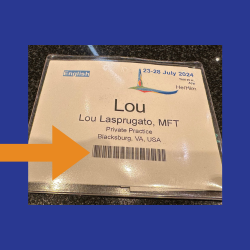 English
23-28 July 2024
Lou
Lou Lasprugato, MFT
Private Practice
Blacksburg, VA, USA